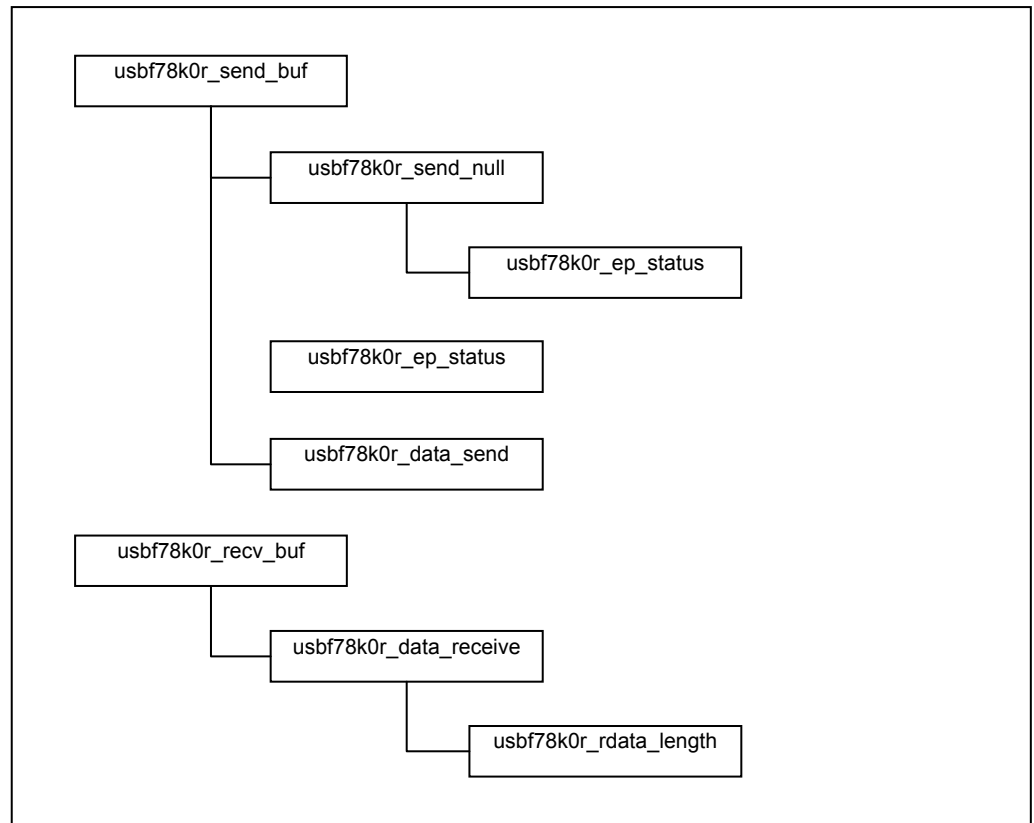 usbf78k0r_send_buf
usbf78k0r_send_null
usbf78k0r_ep_status
usbf78k0r_ep_status
usbf78k0r_data_send
usbf78k0r_recv_buf
usbf78k0r_data_receive
usbf78k0r_rdata_length